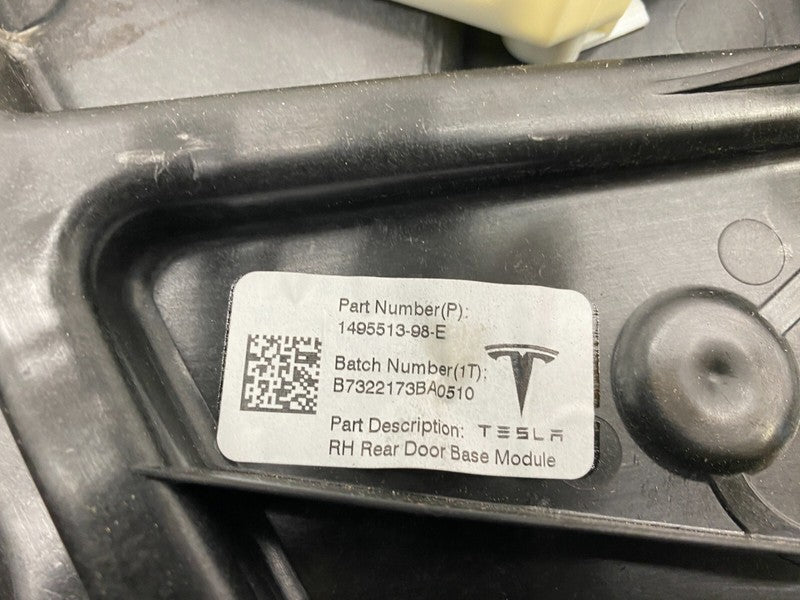 Part Number(P):
1495513-98-E
Batch Number(1T):
B7322173BA0510
Part Description: TESLA
RH Rear Door Base Module